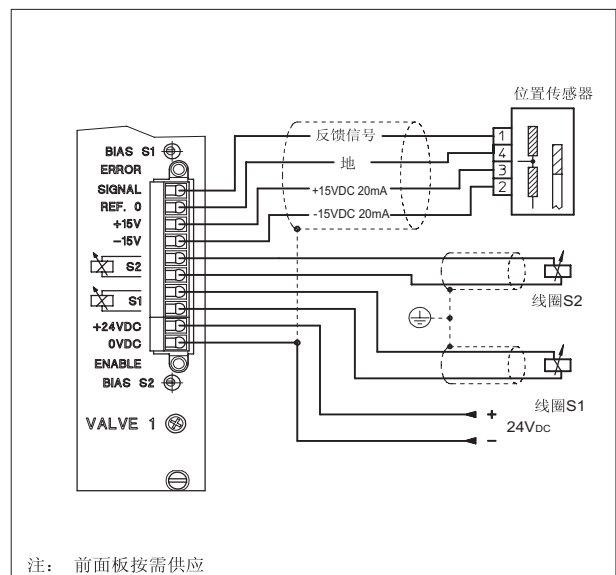 位置传感器
反馈信号
1
地
4
3
+15VDC 20mA
2
-15VDC 20mA
BIAS S1
ERROR
SIGNAL
REF. 0
+15V
-15V
S2
S1
+24VDC
0VDC
ENABLE
BIAS S2
VALVE 1
线圈S2
线圈S1
+
24VDC
-
注: 前面板按需供应